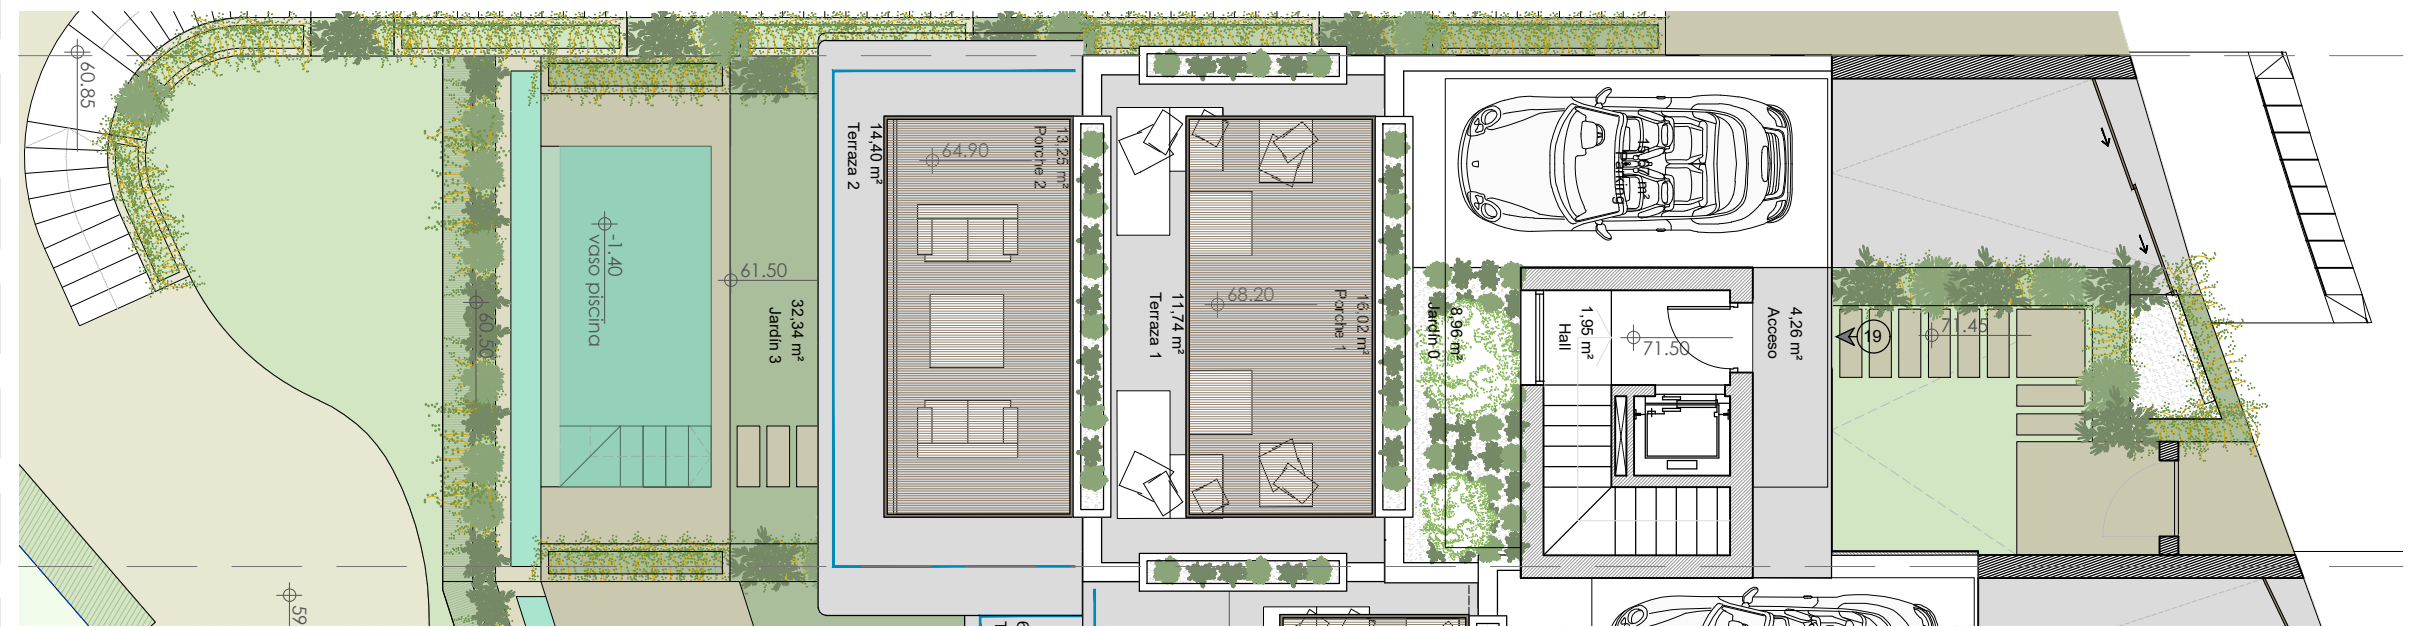 60.85
60.50
59
-1.40
vaso piscina
61.50
32,34 m²
Jardín 3
14,40 m²
Terraza 2
64.90
13,25 m²
Porche 2
11,74 m²
Terraza 1
68.20
16,02 m²
Porche 1
8,96 m²
Jardín 0
1,95 m²
Hall
71.50
4,26 m²
Acceso
19
71.45